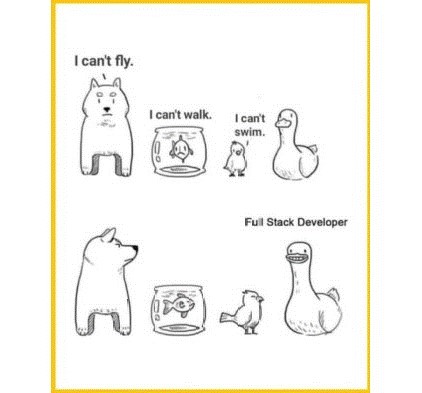 I can't fly.
I can't walk.
I can't
swim.
Full Stack Developer